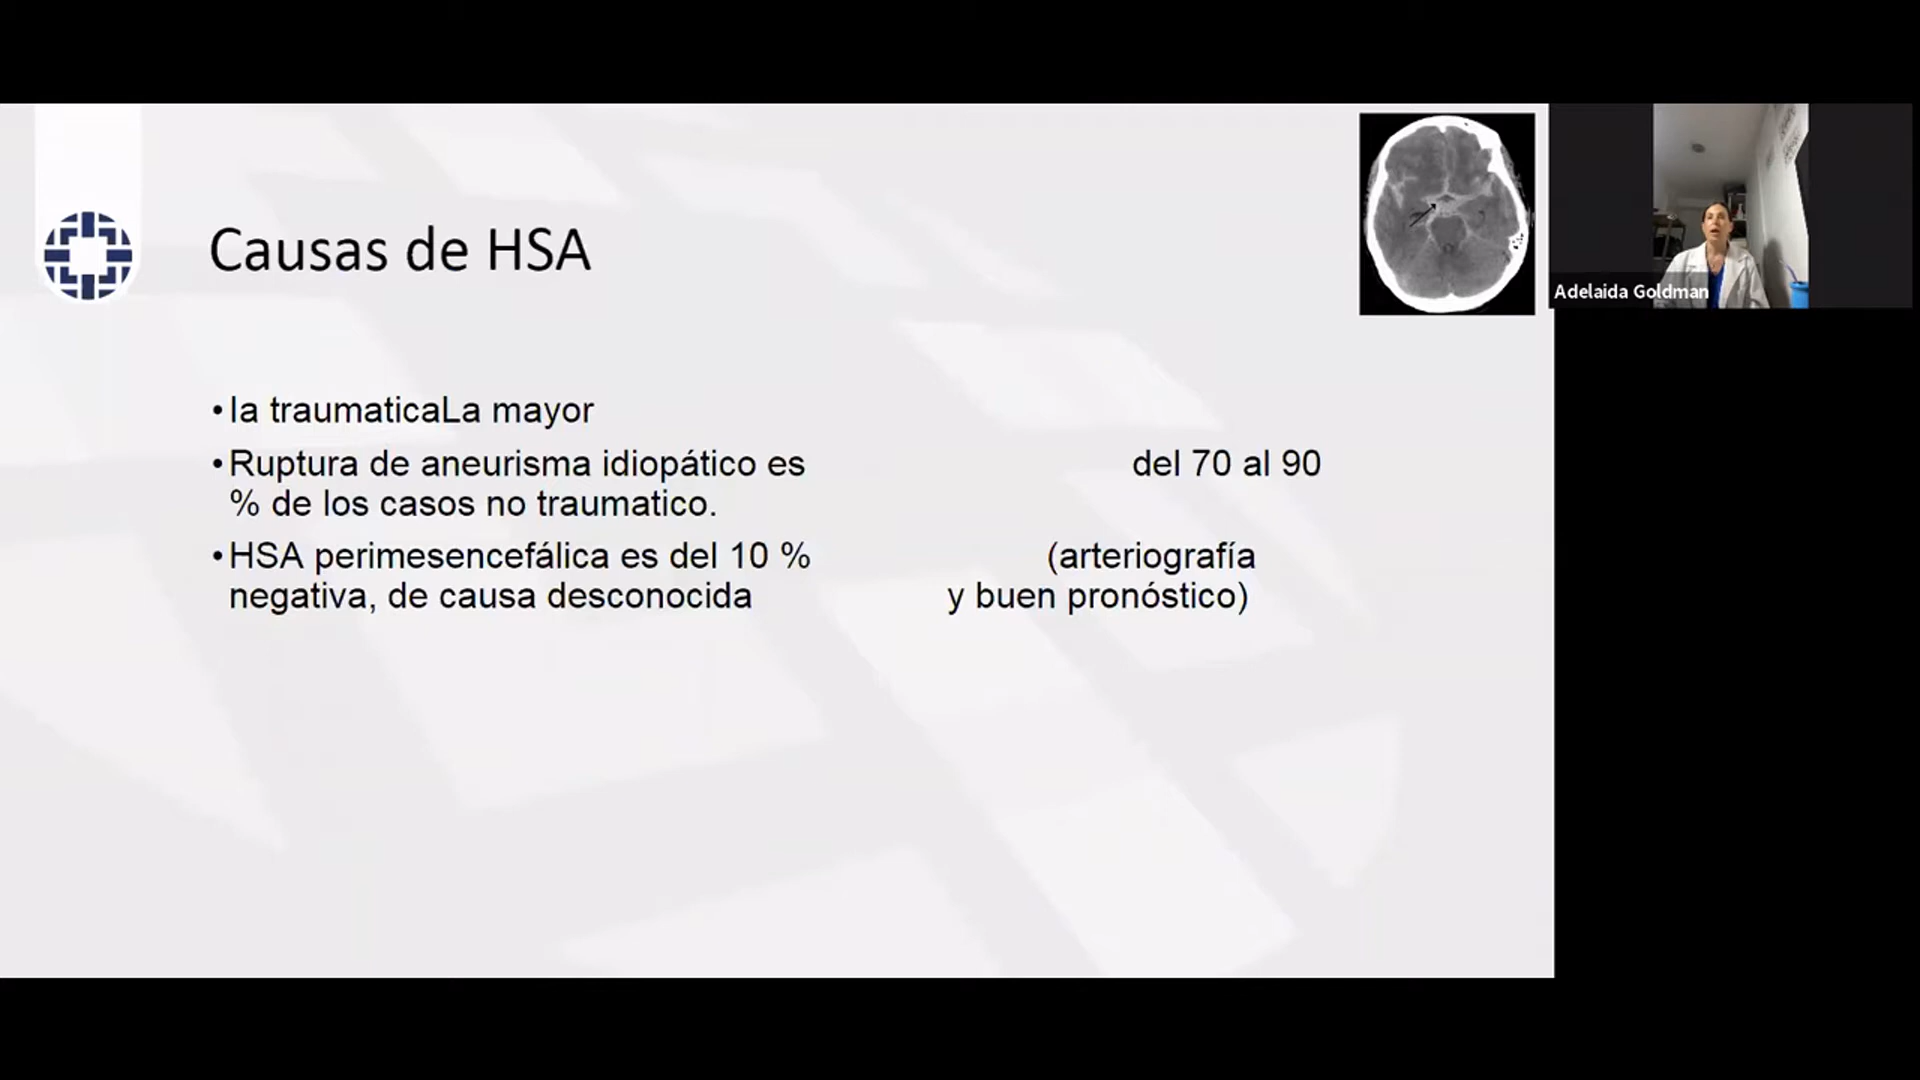 Causas de HSA
Adelaida Goldman
•la traumaticaLa mayor
•Ruptura de aneurisma idiopático es del 70 al 90
% de los casos no traumatico.
•HSA perimesencefálica es del 10 % (arteriografía
negativa, de causa desconocida y buen pronóstico)